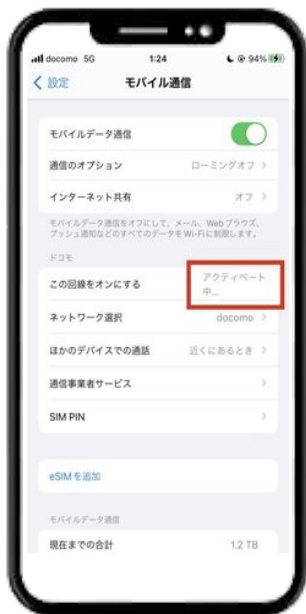 docomo 5G 1:24 94%
設定 モバイル通信
モバイルデータ通信
通信のオプション ローミングオフ
インターネット共有 オフ
モバイルデータ通信をオフにして、メール、Webブラウズ、
プッシュ通知などのすべてのデータをWi-Fiに制限します。
ドコモ
この回線をオンにする アクティベート
中...
ネットワーク選択 docomo
ほかのデバイスでの通話 近くにあるとき
通信事業者サービス
SIM PIN
eSIMを追加
モバイルデータ通信
現在までの合計 1.2 TB